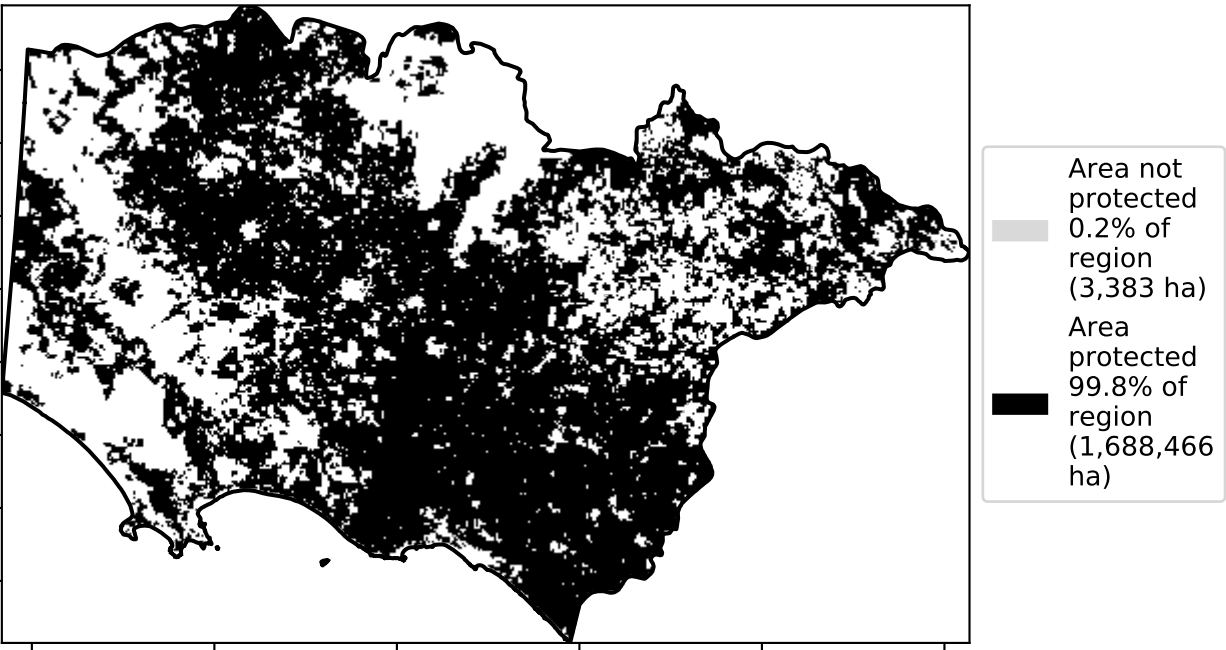 Area not
protected
0.2% of
region
(3,383 ha)
Area
protected
99.8% of
region
(1,688,466
ha)